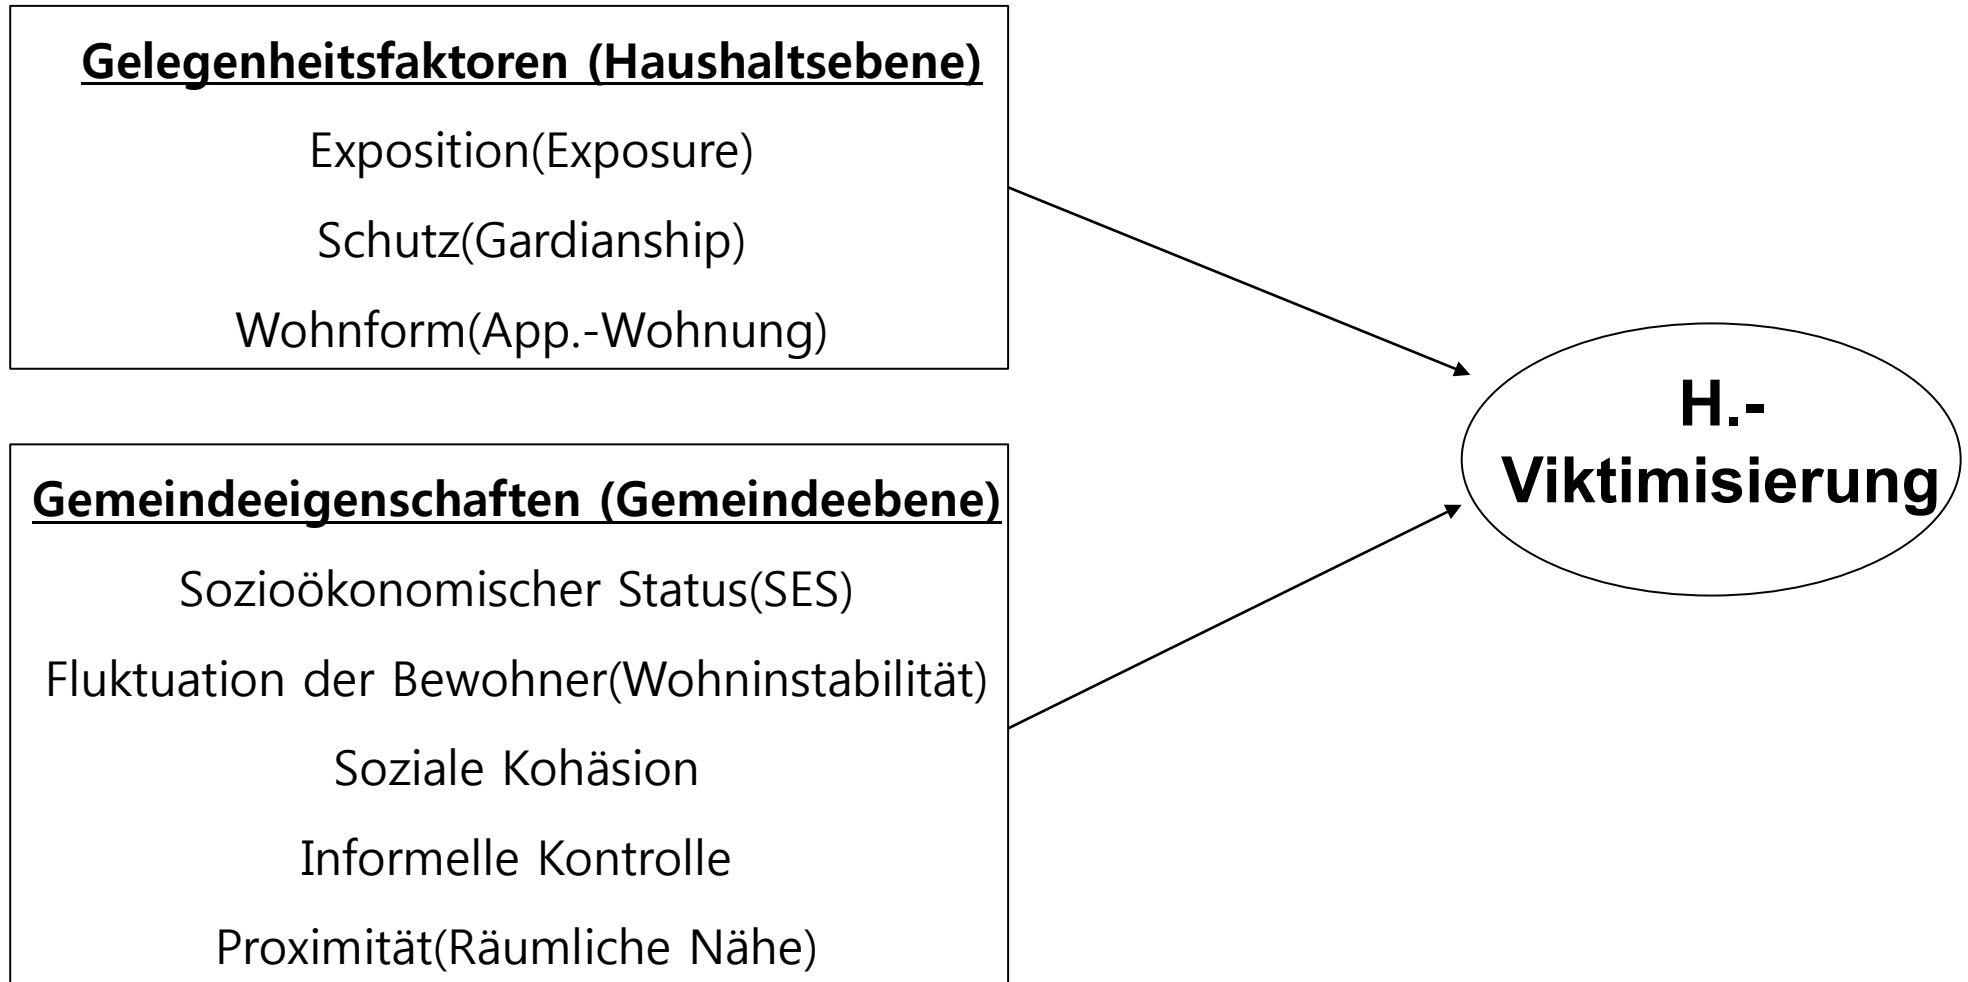 Gelegenheitsfaktoren (Haushaltsebene)
Exposition(Exposure)
Schutz(Gardianship)
Wohnform(App.-Wohnung)
Gemeindeeigenschaften (Gemeindeebene)
Sozioökonomischer Status(SES)
Fluktuation der Bewohner(Wohninstabilität)
Soziale Kohäsion
Informelle Kontrolle
Proximität(Räumliche Nähe)
H.-
Viktimisierung